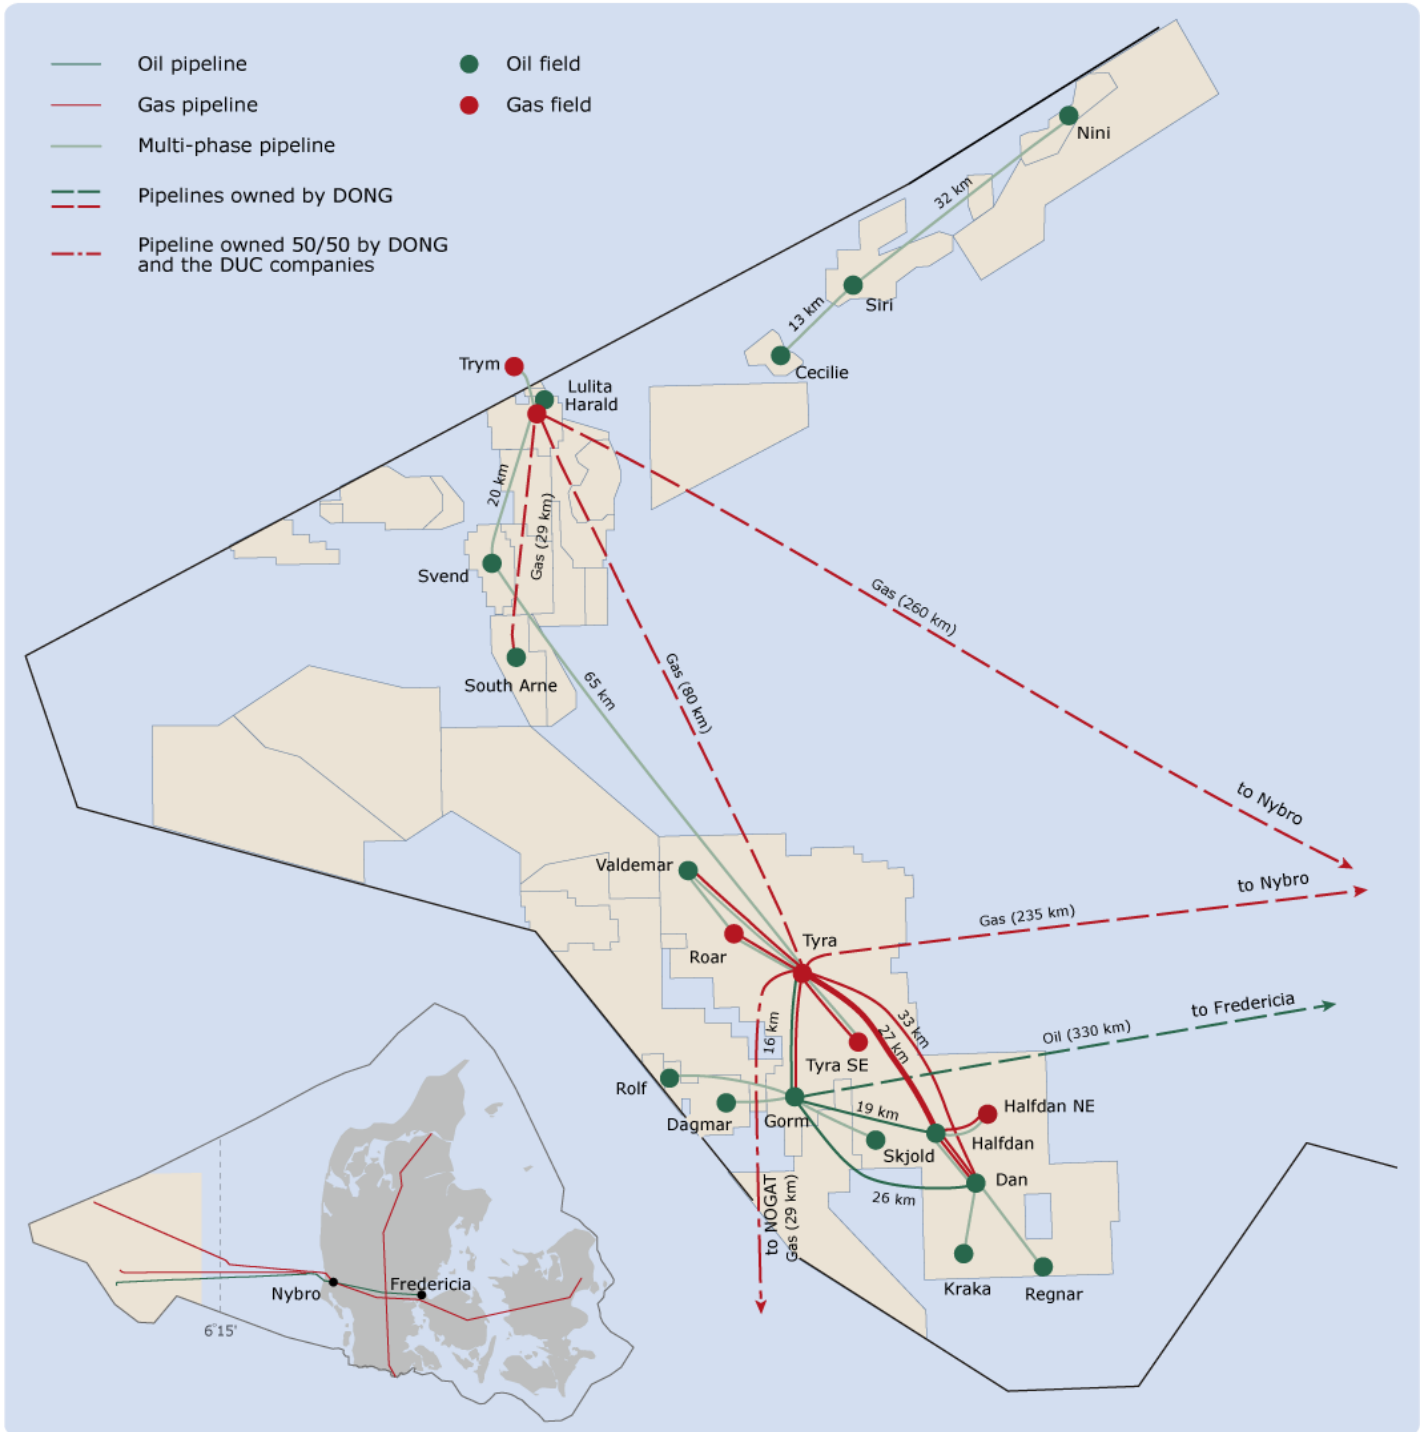 Oil pipeline
Gas pipeline
Multi-phase pipeline
Pipelines owned by DONG
Pipeline owned 50/50 by DONG
and the DUC companies
Oil field
Gas field
Nini
32 km
Siri
13 km
Cecilie
Trym
Lulita
Harald
20 km
Gas (29 km)
Svend
South Arne
65 km
Gas (80 km)
Gas (260 km)
to Nybro
Valdemar
to Nybro
Gas (235 km)
Roar
Tyra
to Fredericia
Oil (330 km)
16 km
33 km
27 km
Tyra SE
Rolf
Dagmar
Gorm
19 km
Halfdan NE
Halfdan
Skjold
Dan
26 km
to NOGAT
Gas (29 km)
Kraka
Regnar
Nybro
Fredericia
6°15'